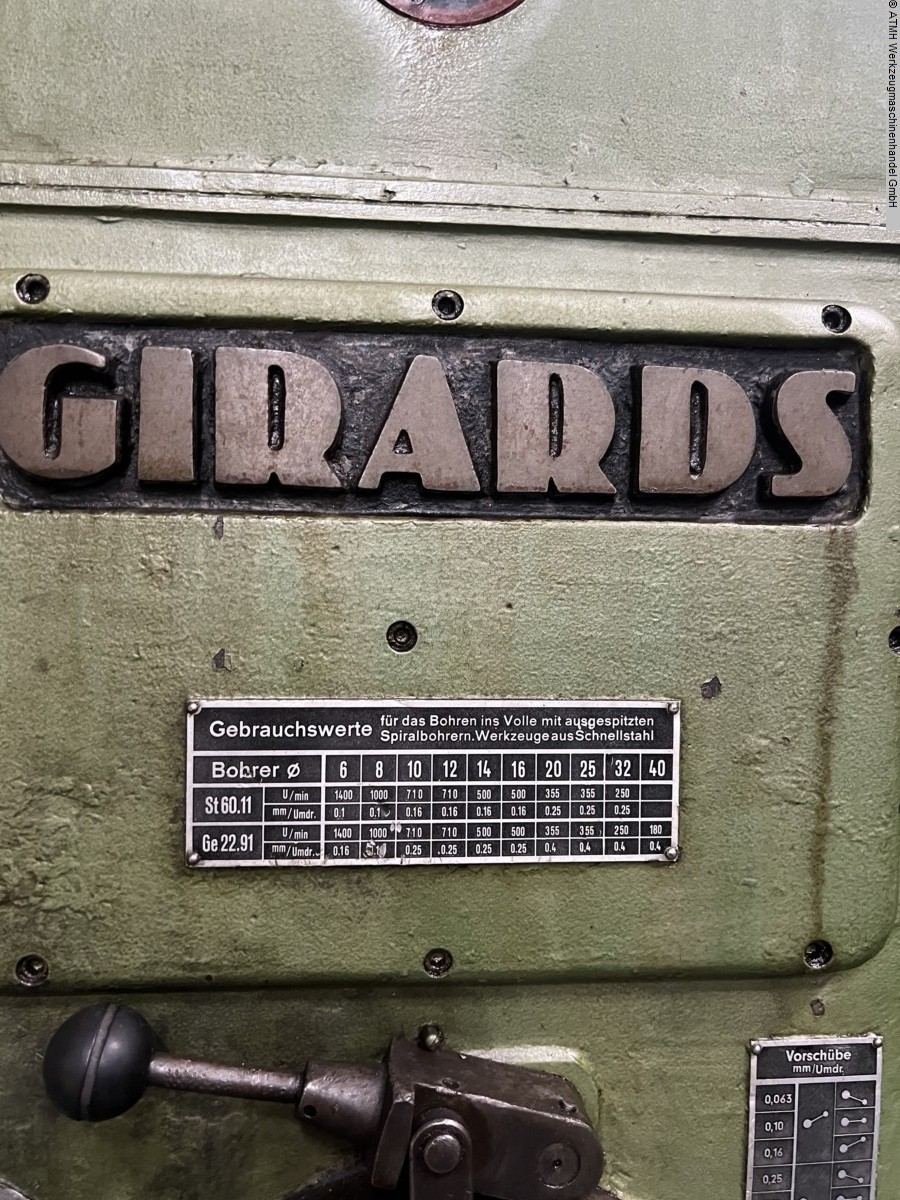 ® ATMH Werkzeugmaschinenhandel GmbH
GIRARDS
Gebrauchswerte für das Bohren ins Volle mit ausgespitzten
Spiralbohrern. Werkzeuge aus Schnellstahl
Bohrer ø 6 8 10 12 14 16 20 25 32 40
St 60.11 U/min 1400 1000 710 710 500 500 355 355 250
mm/Umdr. 0.1 0.1 0.16 0.16 0.16 0.16 0.25 0.25 0.25
Ge 22.91 U/min 1400 1000 710 710 500 500 355 355 250 180
mm/Umdr. 0.16 0.25 0.25 0.25 0.25 0.4 0.4 0.4 0.4
Vorschübe
mm/Umdr.
0,063
0,10
0,16
0,25